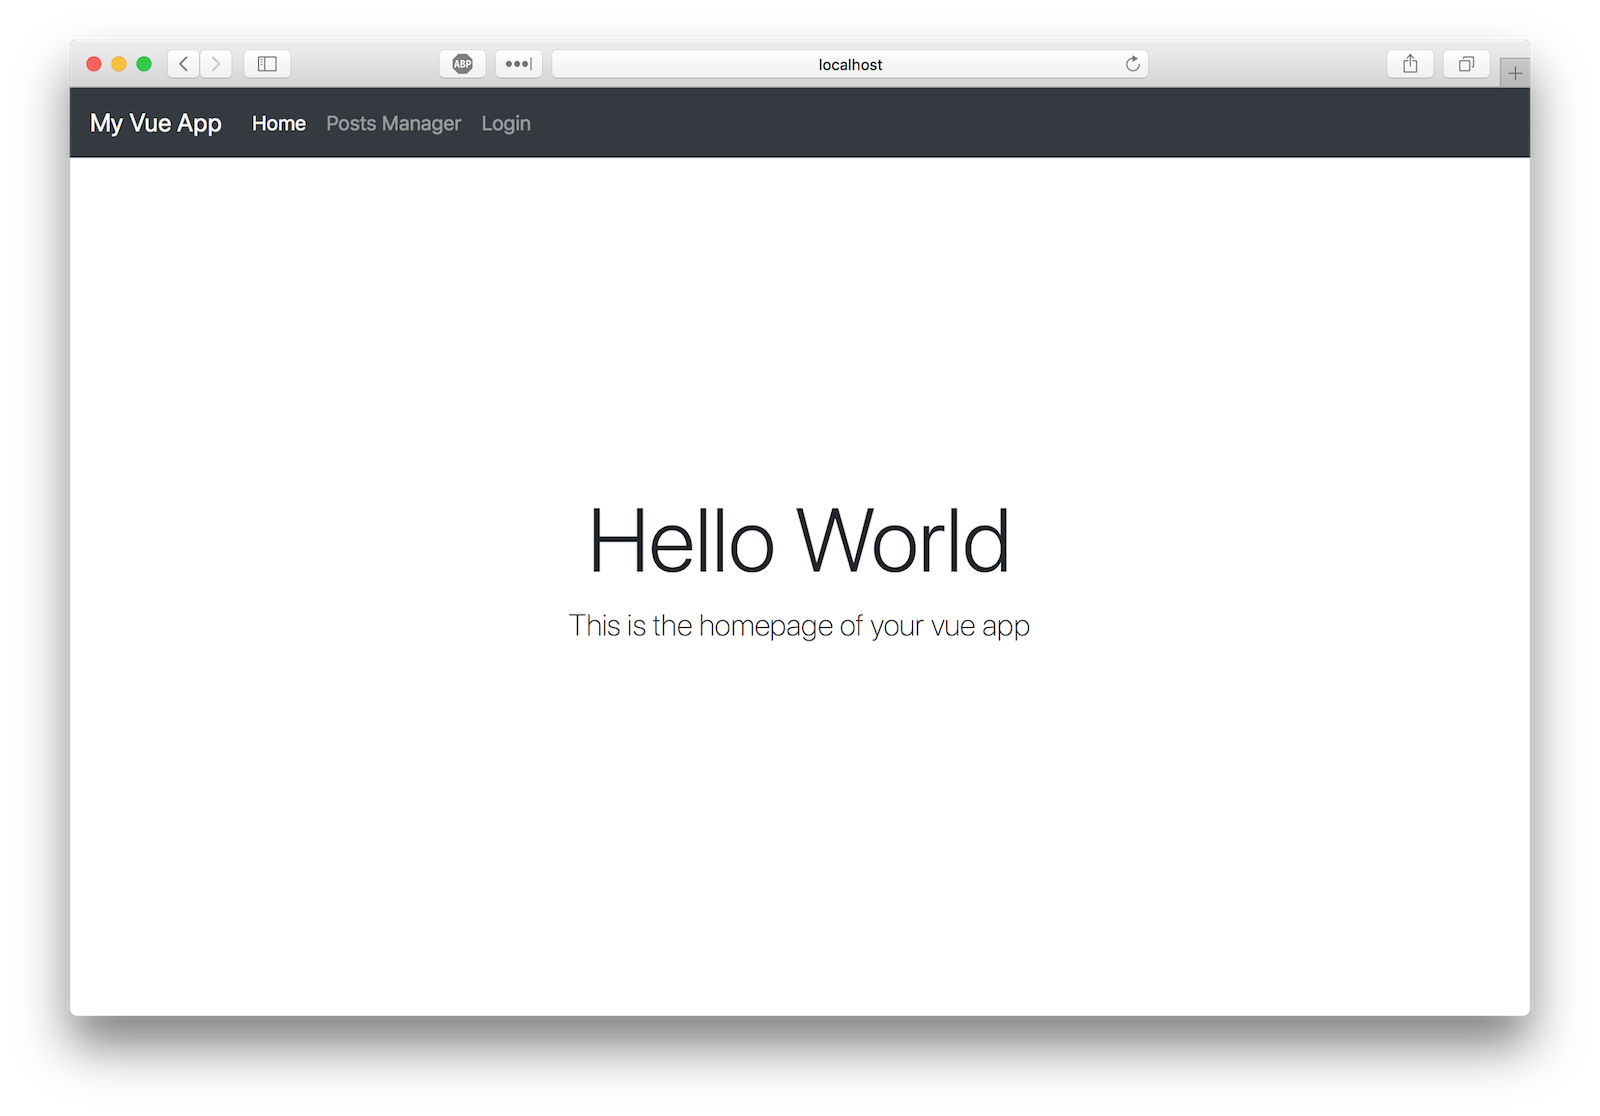 ABP
localhost
My Vue App Home Posts Manager Login
Hello World
This is the homepage of your vue app